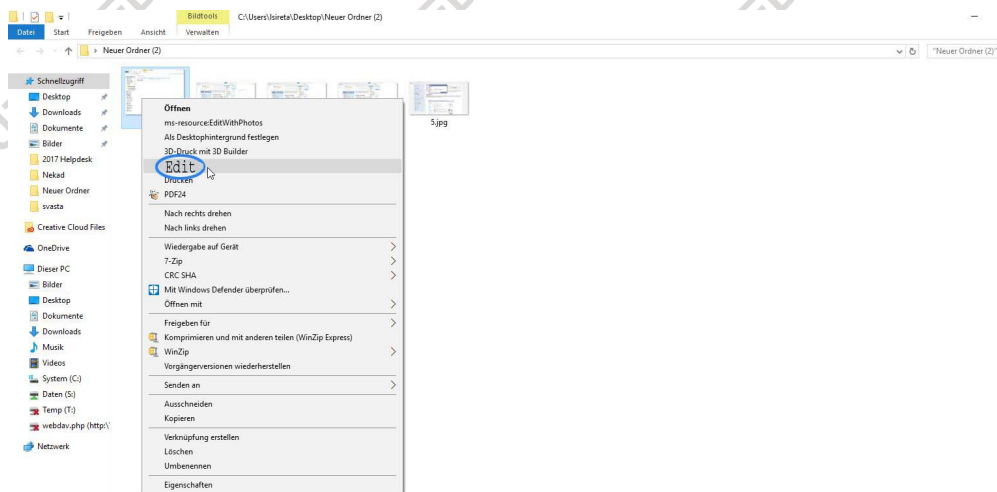 Bildtools
C:\Users\Isireta\Desktop\Neuer Ordner (2)
Datei Start Freigeben Ansicht Verwalten
Neuer Ordner (2)
"Neuer Ordner (2)"
Schnellzugriff
Desktop
Downloads
Dokumente
Bilder
2017 Helpdesk
Nekad
Neuer Ordner
svasta
Creative Cloud Files
OneDrive
Dieser PC
Bilder
Desktop
Dokumente
Downloads
Musik
Videos
System (C:)
Daten (S:)
Temp (T:)
webdav.php (http:\\
Netzwerk
5.jpg
Öffnen
ms-resource:EditWithPhotos
Als Desktophintergrund festlegen
3D-Druck mit 3D Builder
Edit
Drucken
PDF24
Nach rechts drehen
Nach links drehen
Wiedergabe auf Gerät
7-Zip
CRC SHA
Mit Windows Defender überprüfen...
Öffnen mit
Freigeben für
Komprimieren und mit anderen teilen (WinZip Express)
WinZip
Vorgängerversionen wiederherstellen
Senden an
Ausschneiden
Kopieren
Verknüpfung erstellen
Löschen
Umbenennen
Eigenschaften